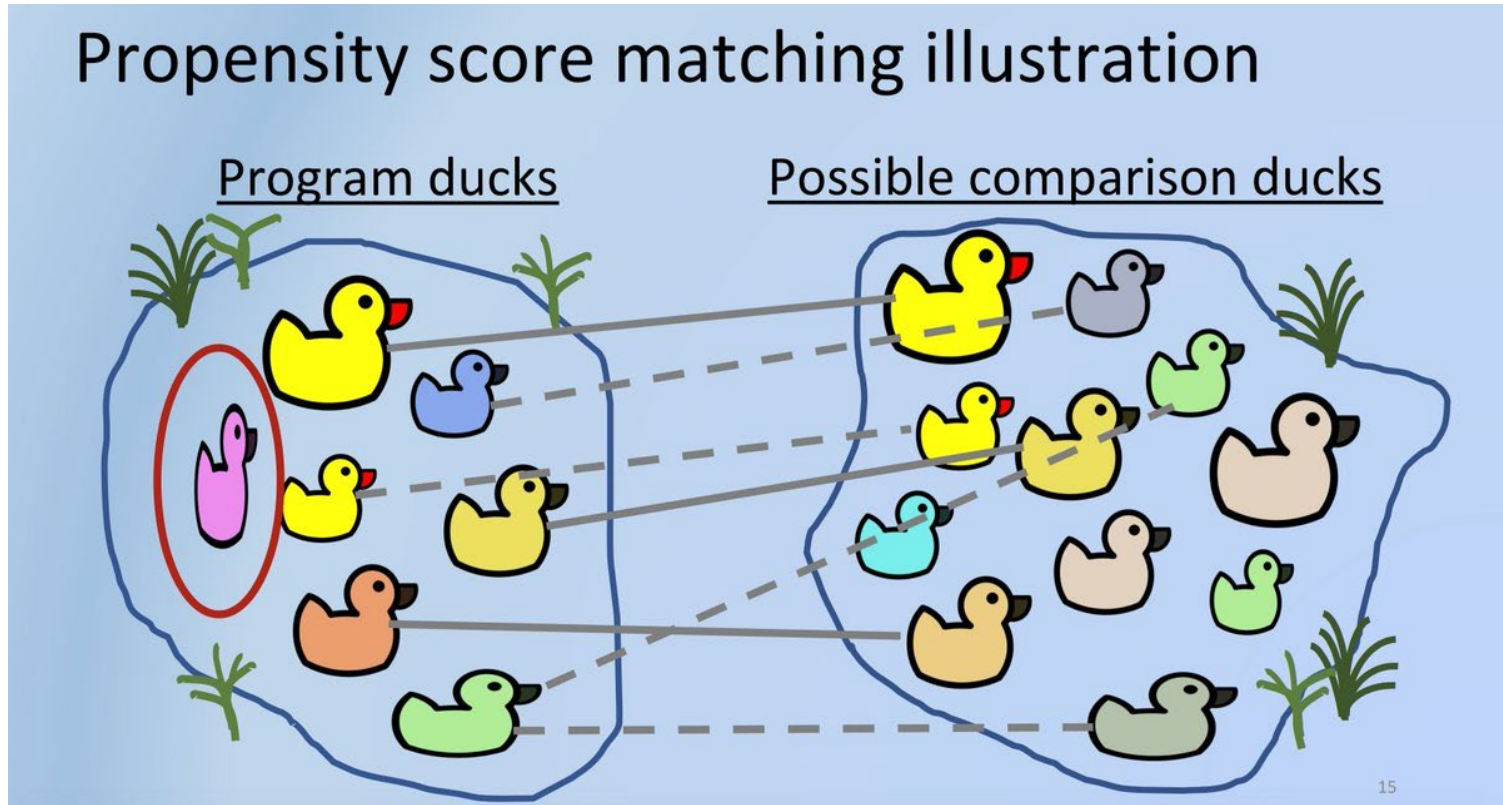 Propensity score matching illustration
Program ducks
Possible comparison ducks
15